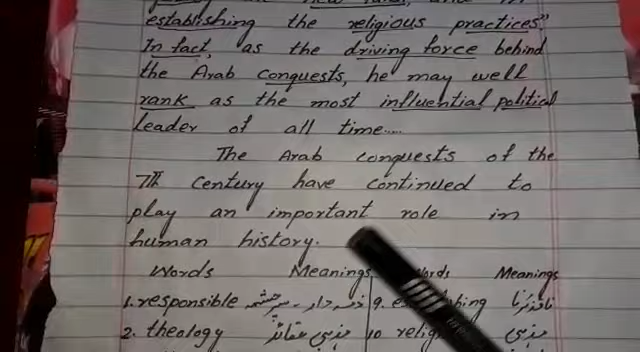 establishing the religious practices"
In fact, as the driving force behind
the Arab conquests, he may well
rank as the most influential political
leader of all time.....
The Arab conquests of the
7th Century have continued to
play an important role in
human history.
Words Meanings Meanings
1. responsible ذمہ دار - سرچشمہ 9. نافذ کرنا
2. theology مذہبی عقائد 10 مذہبی